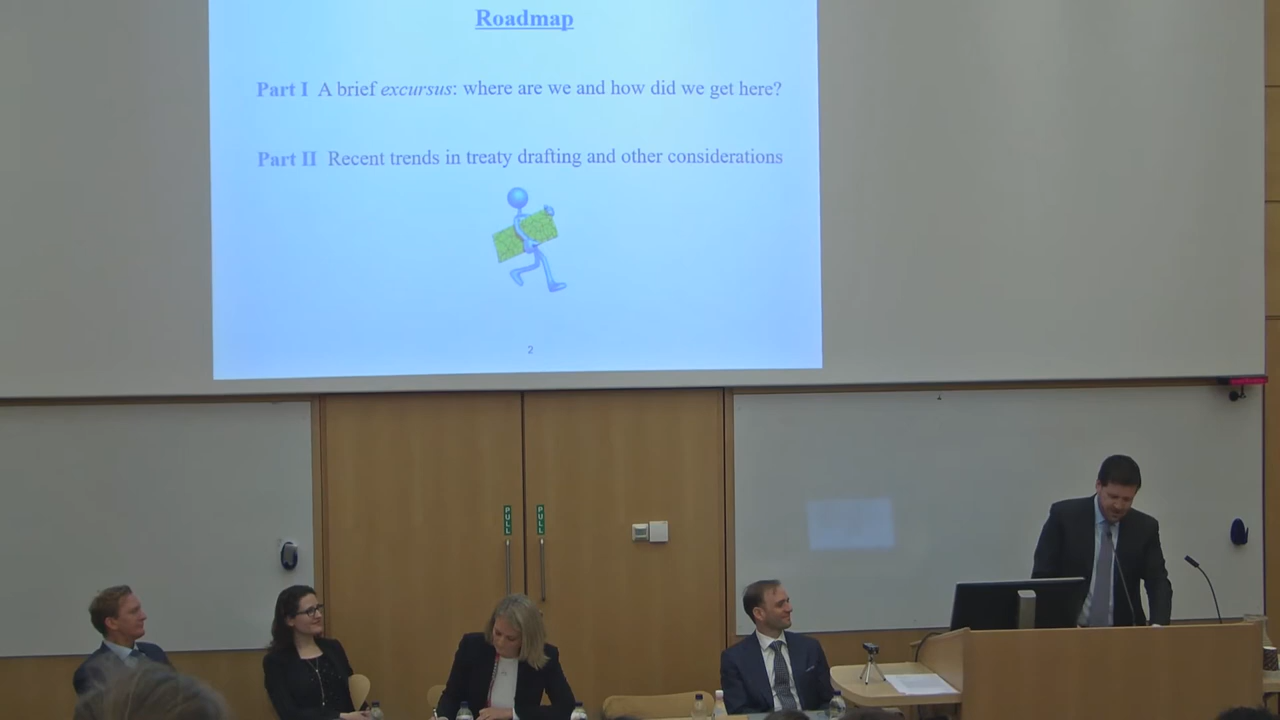 Roadmap
Part I A brief excursus: where are we and how did we get here?
Part II Recent trends in treaty drafting and other considerations
2
PULL
PULL